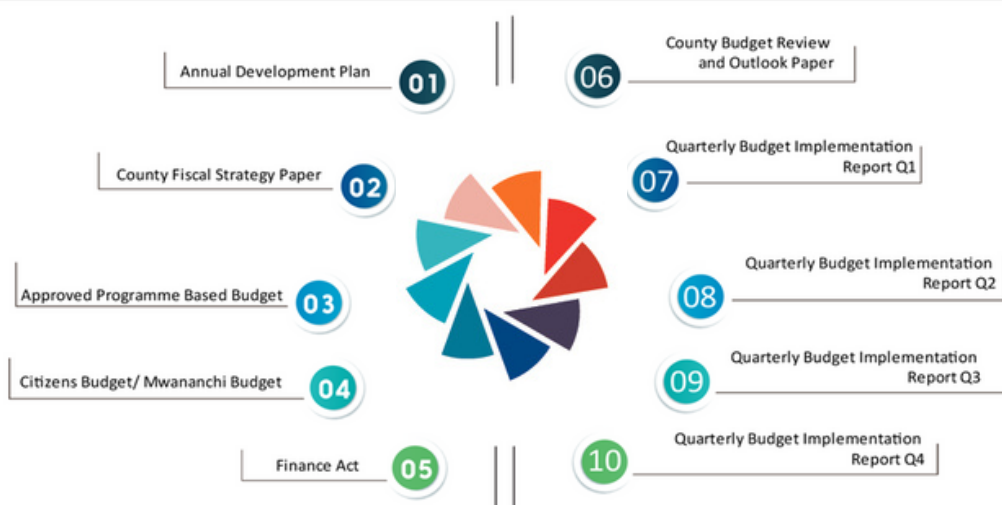 Annual Development Plan
01
County Fiscal Strategy Paper
02
Approved Programme Based Budget
03
Citizens Budget/ Mwananchi Budget
04
Finance Act
05
06
County Budget Review
and Outlook Paper
07
Quarterly Budget Implementation
Report Q1
08
Quarterly Budget Implementation
Report Q2
09
Quarterly Budget Implementation
Report Q3
10
Quarterly Budget Implementation
Report Q4